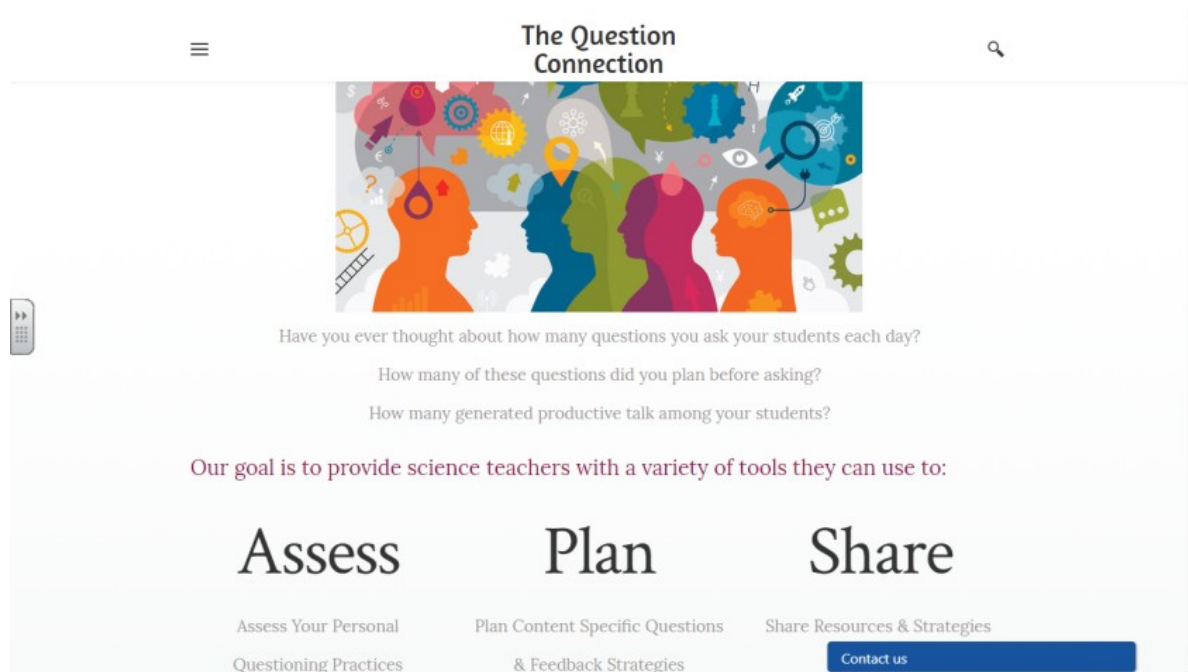 The Question
Connection
Have you ever thought about how many questions you ask your students each day?
How many of these questions did you plan before asking?
How many generated productive talk among your students?
Our goal is to provide science teachers with a variety of tools they can use to:
Assess
Plan
Share
Assess Your Personal
Questioning Practices
Plan Content Specific Questions
& Feedback Strategies
Share Resources & Strategies
Contact us